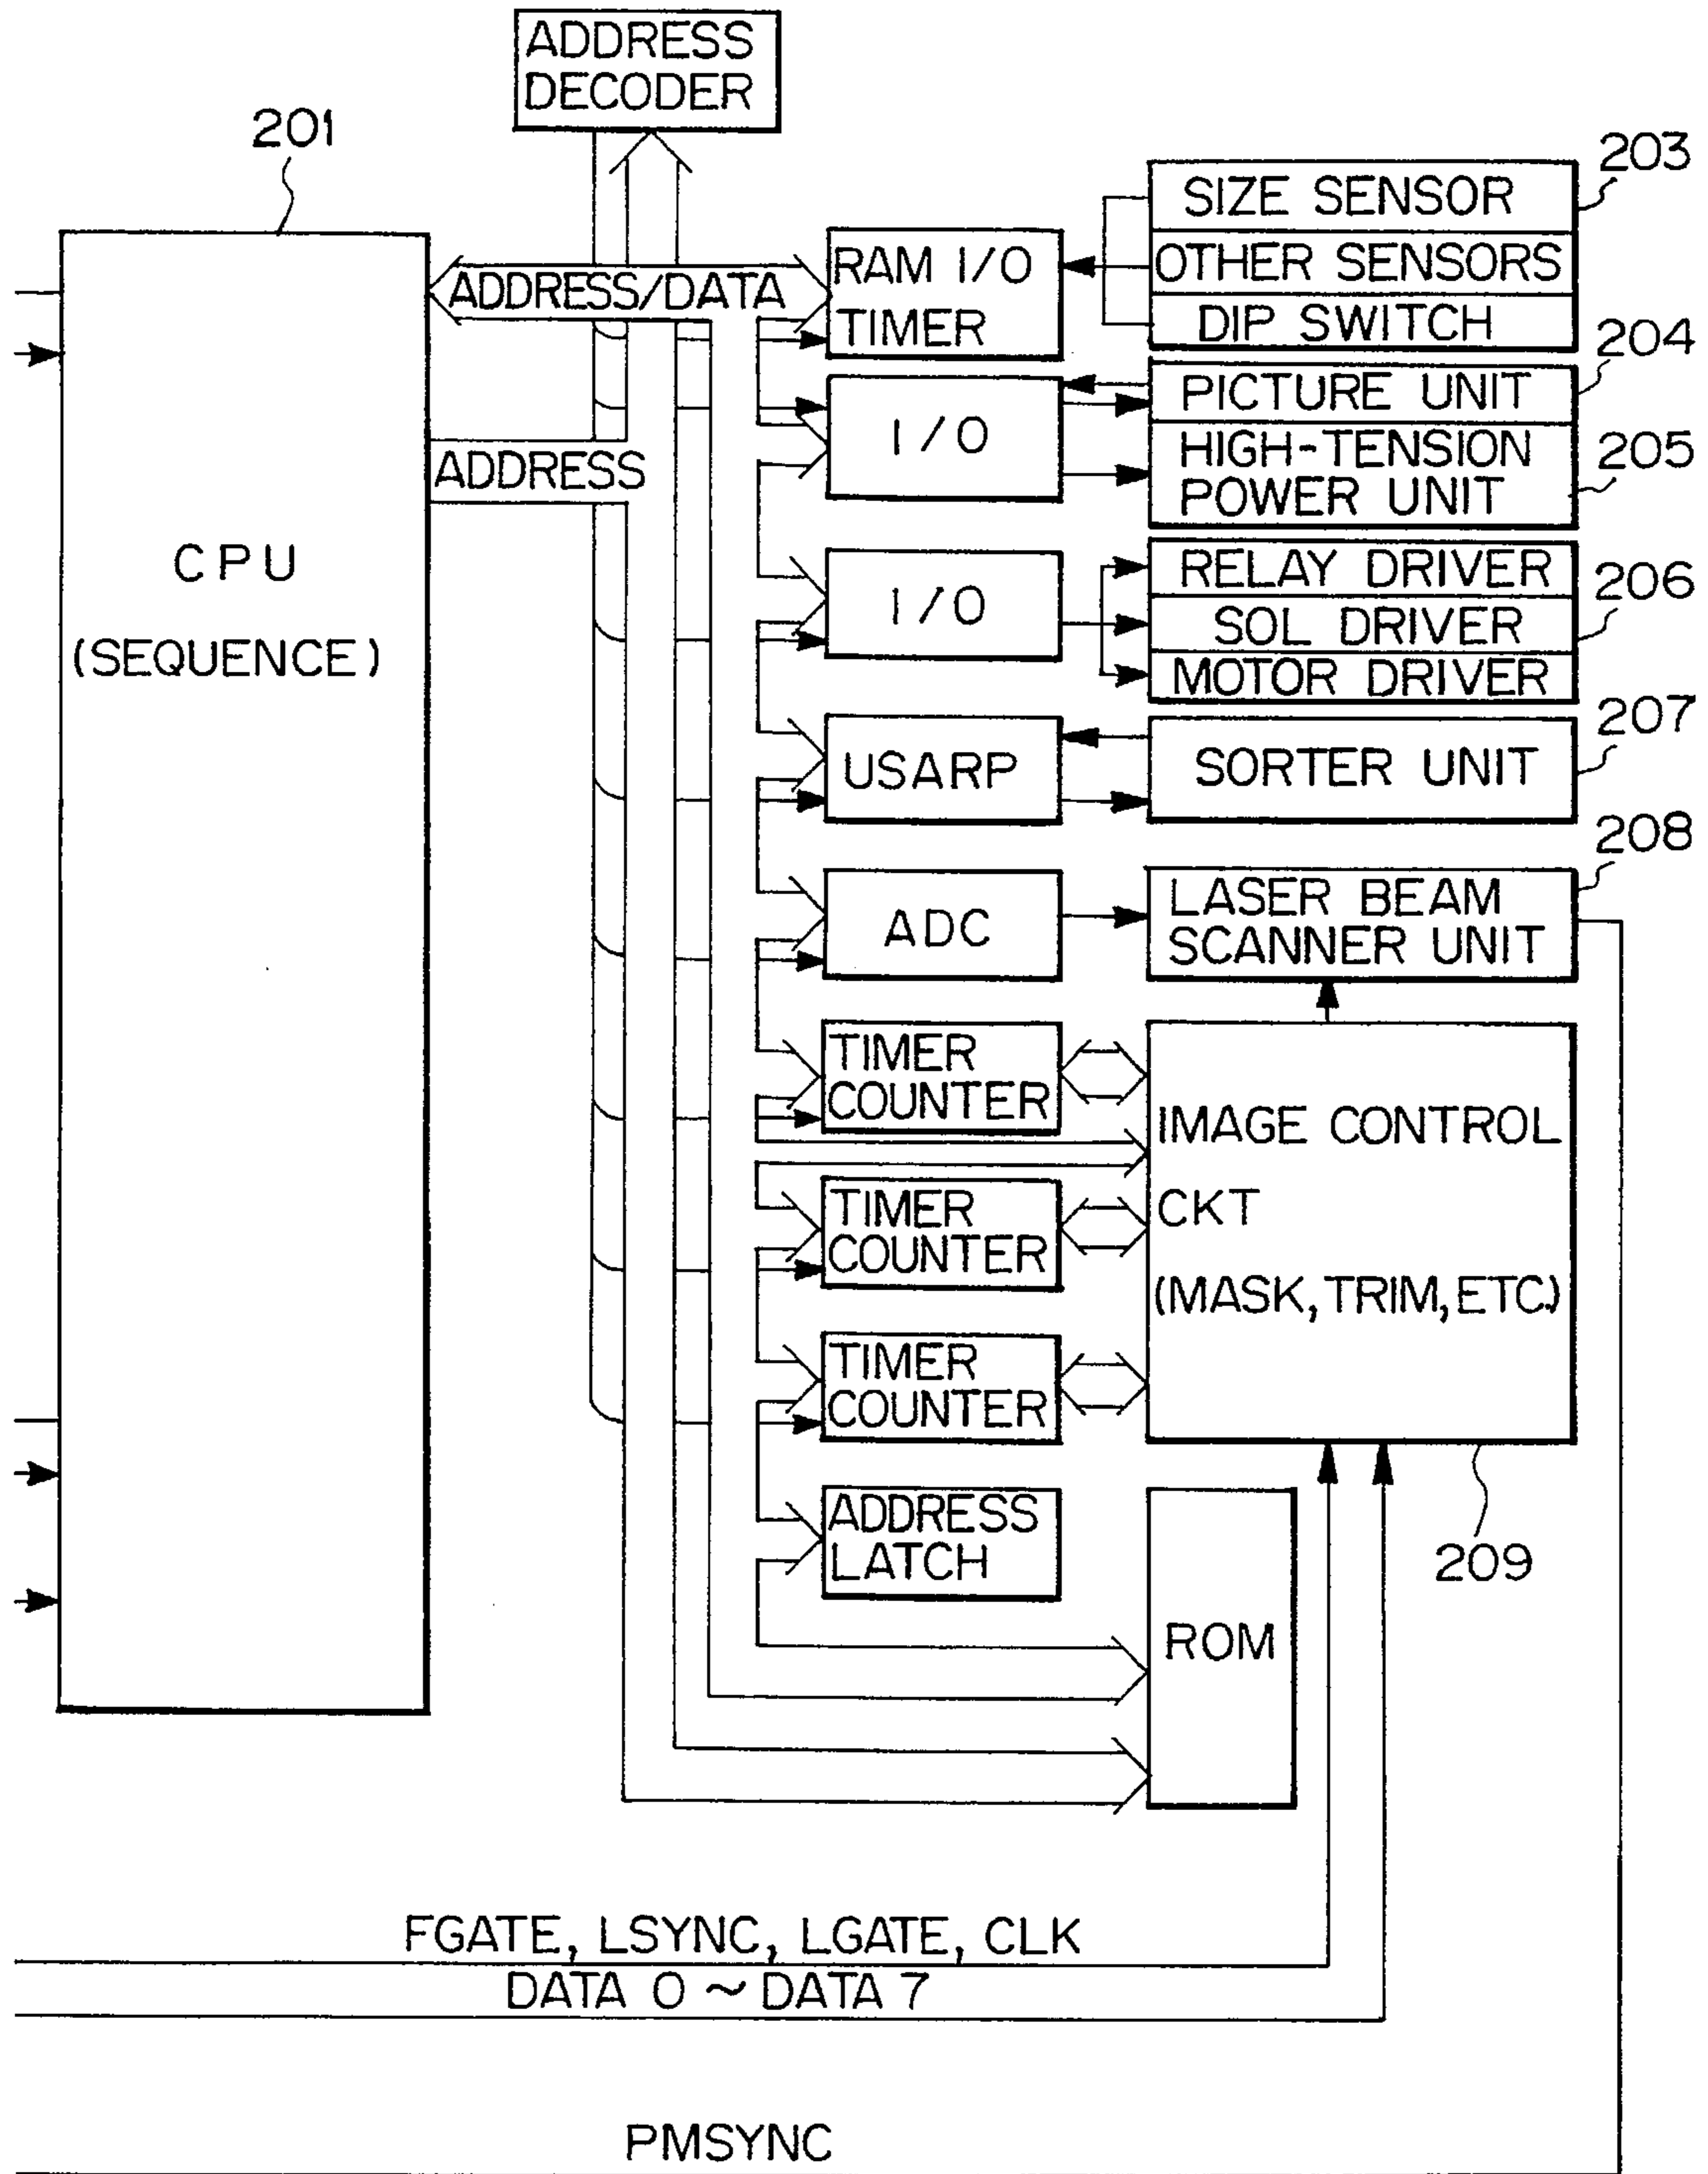 ADDRESS
DECODER
201
203
SIZE SENSOR
OTHER SENSORS
DIP SWITCH
RAM I/O
TIMER
ADDRESS/DATA
204
PICTURE UNIT
HIGH-TENSION
POWER UNIT
205
I/O
ADDRESS
CPU
(SEQUENCE)
I/O
RELAY DRIVER
SOL DRIVER
MOTOR DRIVER
206
207
USARP
SORTER UNIT
208
ADC
LASER BEAM
SCANNER UNIT
TIMER
COUNTER
IMAGE CONTROL
CKT
(MASK, TRIM, ETC.)
TIMER
COUNTER
TIMER
COUNTER
ADDRESS
LATCH
209
ROM
FGATE, LSYNC, LGATE, CLK
DATA 0 ~ DATA 7
PMSYNC